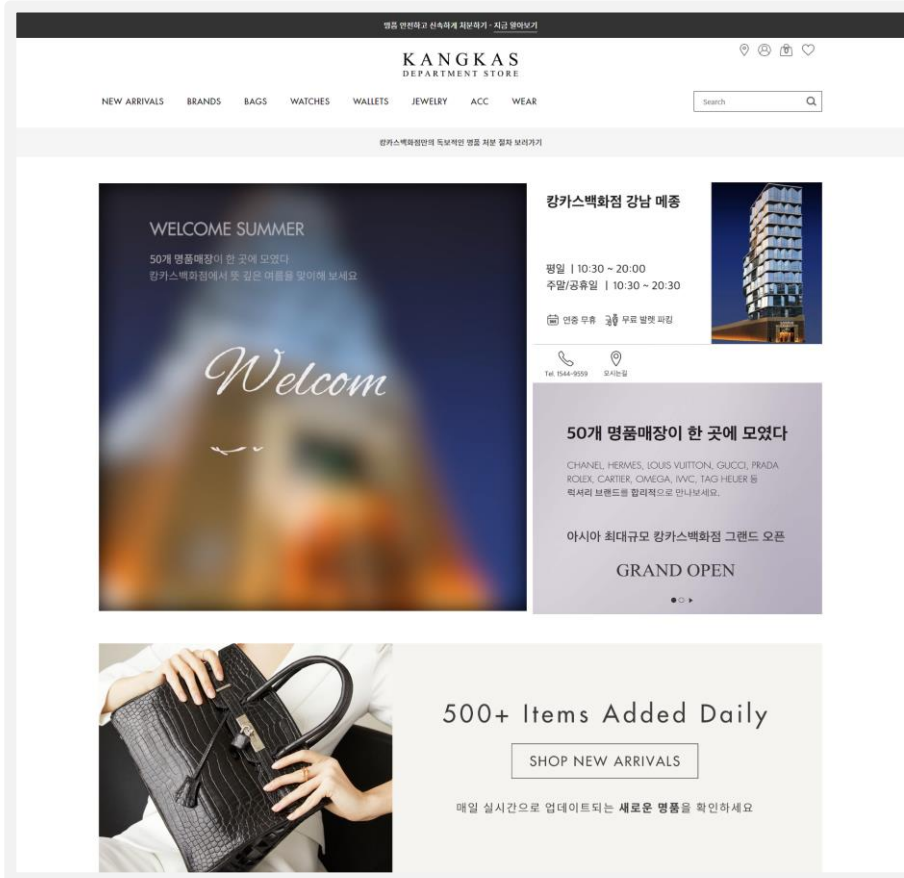 명품 안전하고 신속하게 처분하기 - 지금 알아보기
KANGKAS
DEPARTMENT STORE
NEW ARRIVALS BRANDS BAGS WATCHES WALLETS JEWELRY ACC WEAR
Search
캉카스백화점만의 독보적인 명품 처분 절차 보러가기
WELCOME SUMMER
50개 명품매장이 한 곳에 모였다
캉카스백화점에서 뜻 깊은 여름을 맞이해 보세요
Welcom
캉카스백화점 강남 메종
평일 | 10:30 ~ 20:00
주말/공휴일 | 10:30 ~ 20:30
연중 무휴 무료 발렛 파킹
Tel. 1544-9559 오시는길
50개 명품매장이 한 곳에 모였다
CHANEL, HERMES, LOUIS VUITTON, GUCCI, PRADA
ROLEX, CARTIER, OMEGA, IWC, TAG HEUER 등
럭셔리 브랜드를 합리적으로 만나보세요.
아시아 최대규모 캉카스백화점 그랜드 오픈
GRAND OPEN
500+ Items Added Daily
SHOP NEW ARRIVALS
매일 실시간으로 업데이트되는 새로운 명품을 확인하세요